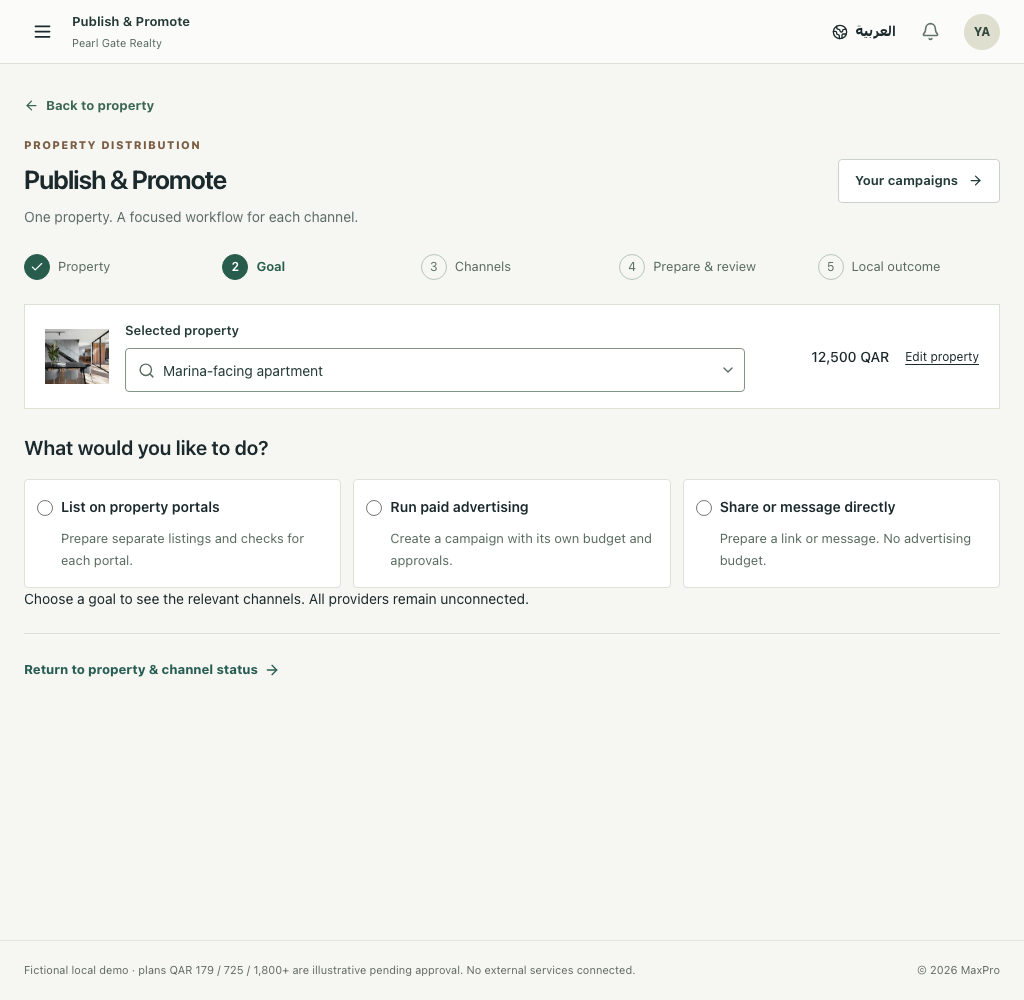 Publish & Promote
Pearl Gate Realty
العربية
YA
Back to property
PROPERTY DISTRIBUTION
Publish & Promote
One property. A focused workflow for each channel.
Your campaigns
Property
2 Goal
3 Channels
4 Prepare & review
5 Local outcome
Selected property
Marina-facing apartment
12,500 QAR
Edit property
What would you like to do?
List on property portals
Prepare separate listings and checks for
each portal.
Run paid advertising
Create a campaign with its own budget and
approvals.
Share or message directly
Prepare a link or message. No advertising
budget.
Choose a goal to see the relevant channels. All providers remain unconnected.
Return to property & channel status
Fictional local demo · plans QAR 179 / 725 / 1,800+ are illustrative pending approval. No external services connected.
© 2026 MaxPro